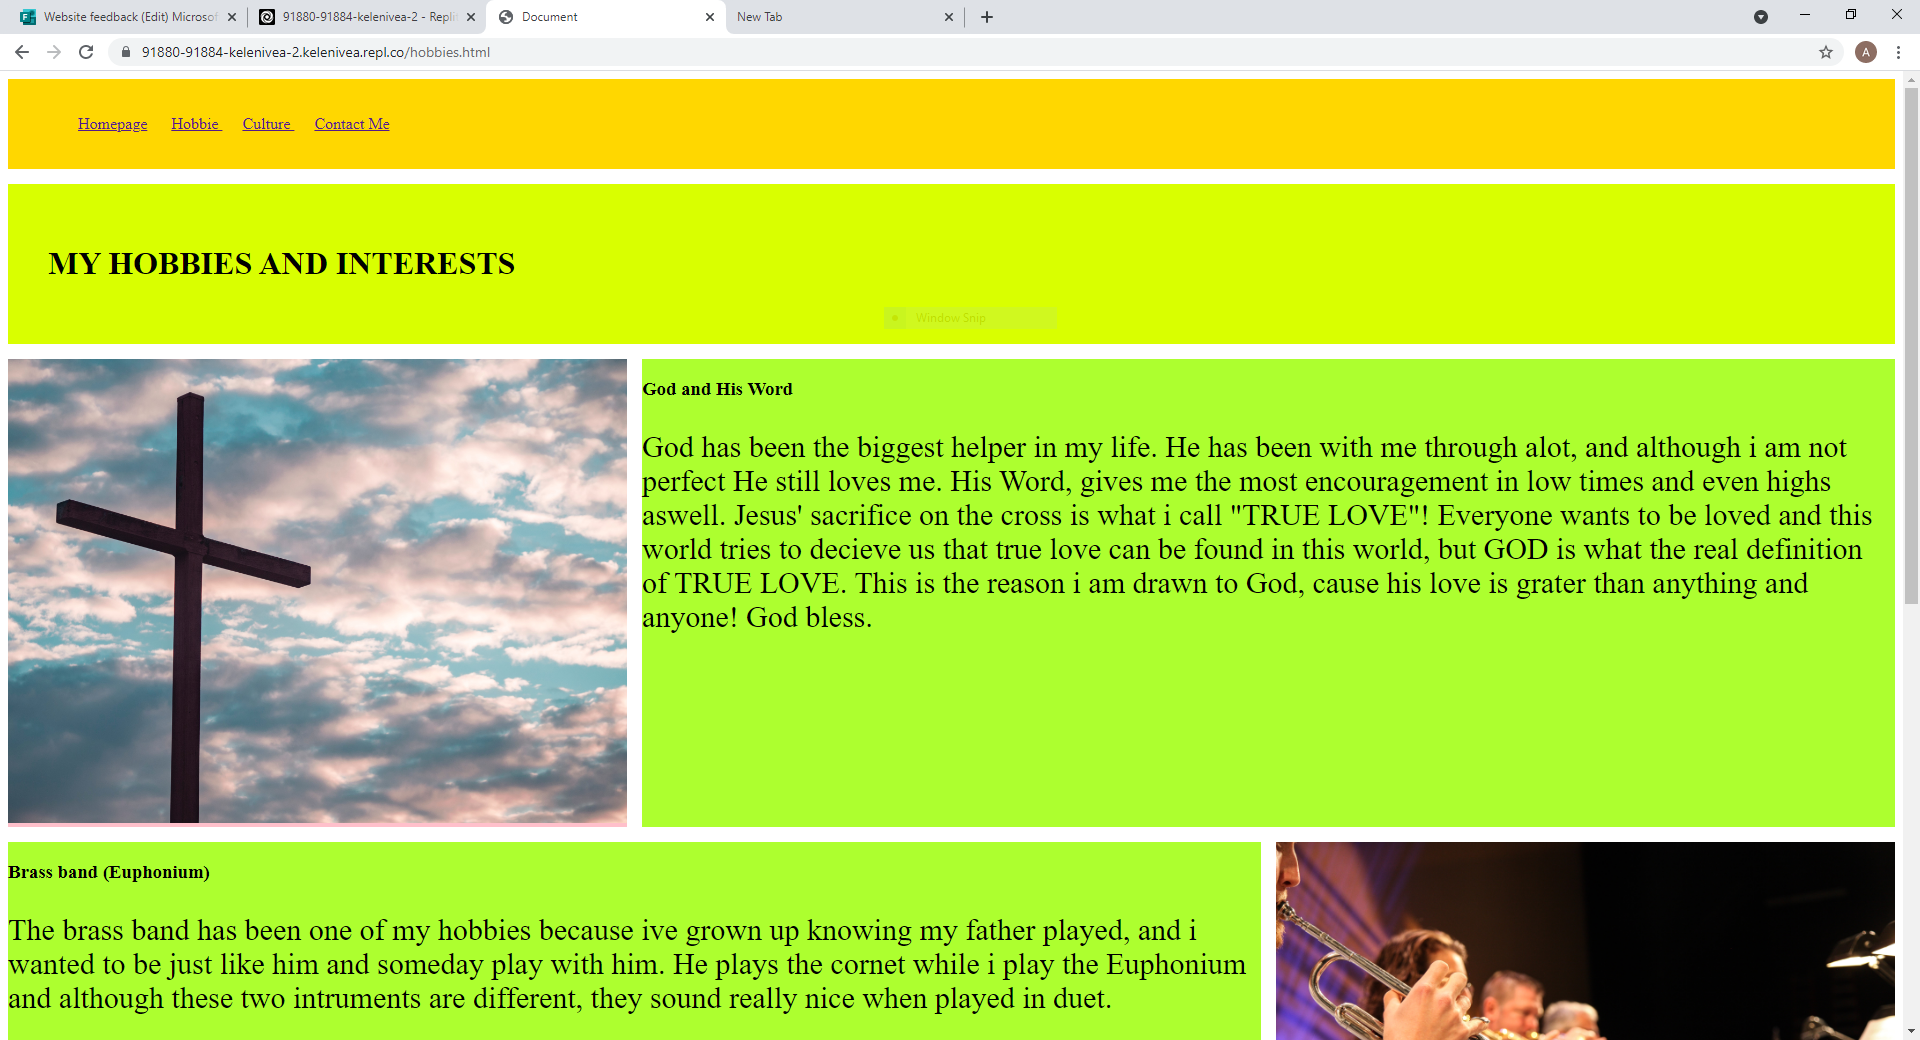 Website feedback (Edit) Microsof
91880-91884-kelenivea-2 - Replit
Document
New Tab
91880-91884-kelenivea-2.kelenivea.repl.co/hobbies.html
A
Homepage Hobbie Culture Contact Me
MY HOBBIES AND INTERESTS
Window Snip
God and His Word
God has been the biggest helper in my life. He has been with me through alot, and although i am not
perfect He still loves me. His Word, gives me the most encouragement in low times and even highs
aswell. Jesus' sacrifice on the cross is what i call "TRUE LOVE"! Everyone wants to be loved and this
world tries to decieve us that true love can be found in this world, but GOD is what the real definition
of TRUE LOVE. This is the reason i am drawn to God, cause his love is grater than anything and
anyone! God bless.
Brass band (Euphonium)
The brass band has been one of my hobbies because ive grown up knowing my father played, and i
wanted to be just like him and someday play with him. He plays the cornet while i play the Euphonium
and although these two intruments are different, they sound really nice when played in duet.